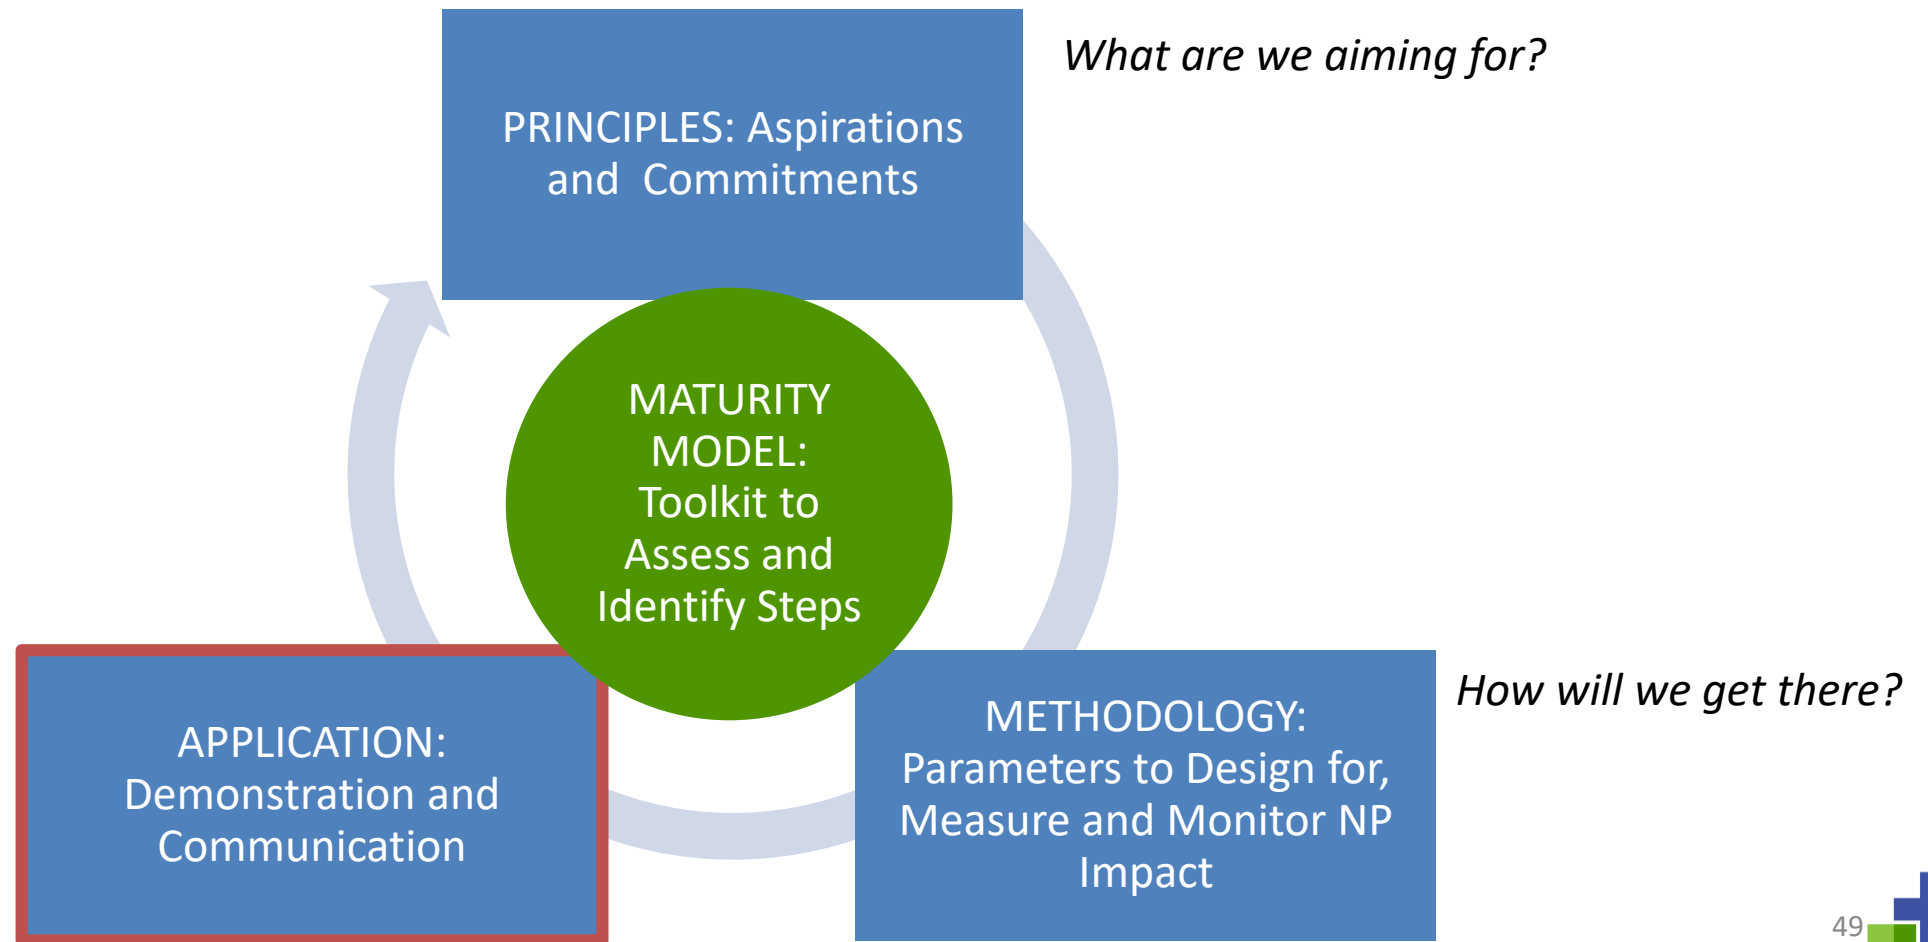 What are we aiming for?
PRINCIPLES: Aspirations
and  Commitments
MATURITY
MODEL:
Toolkit to
Assess and
Identify Steps
How will we get there?
METHODOLOGY:
Parameters to Design for,
Measure and Monitor NP
Impact
APPLICATION:
Demonstration and
Communication
49